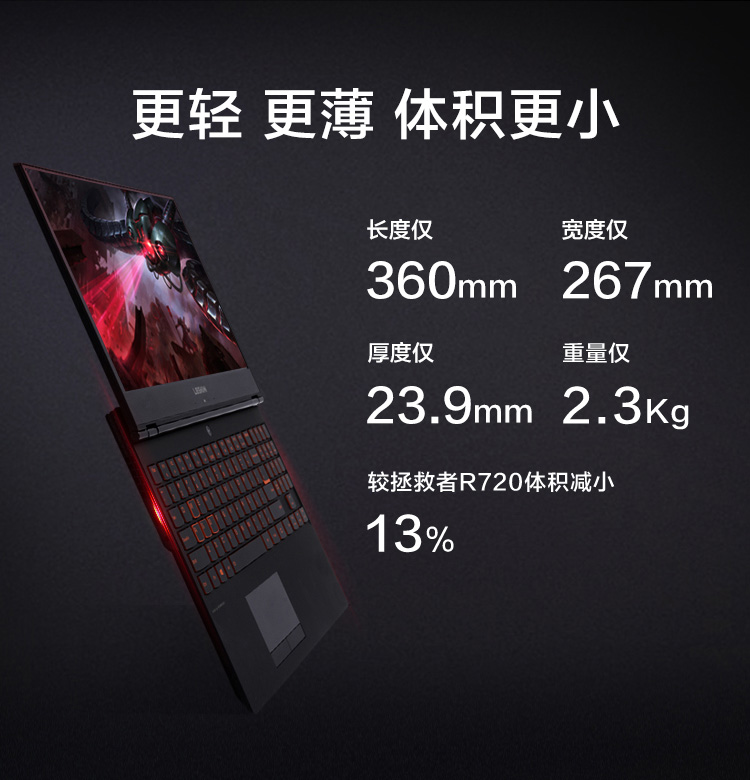 更轻 更薄 体积更小
长度仅 宽度仅
360mm 267mm
厚度仅 重量仅
23.9mm 2.3Kg
较拯救者R720体积减小
13%
LEGION